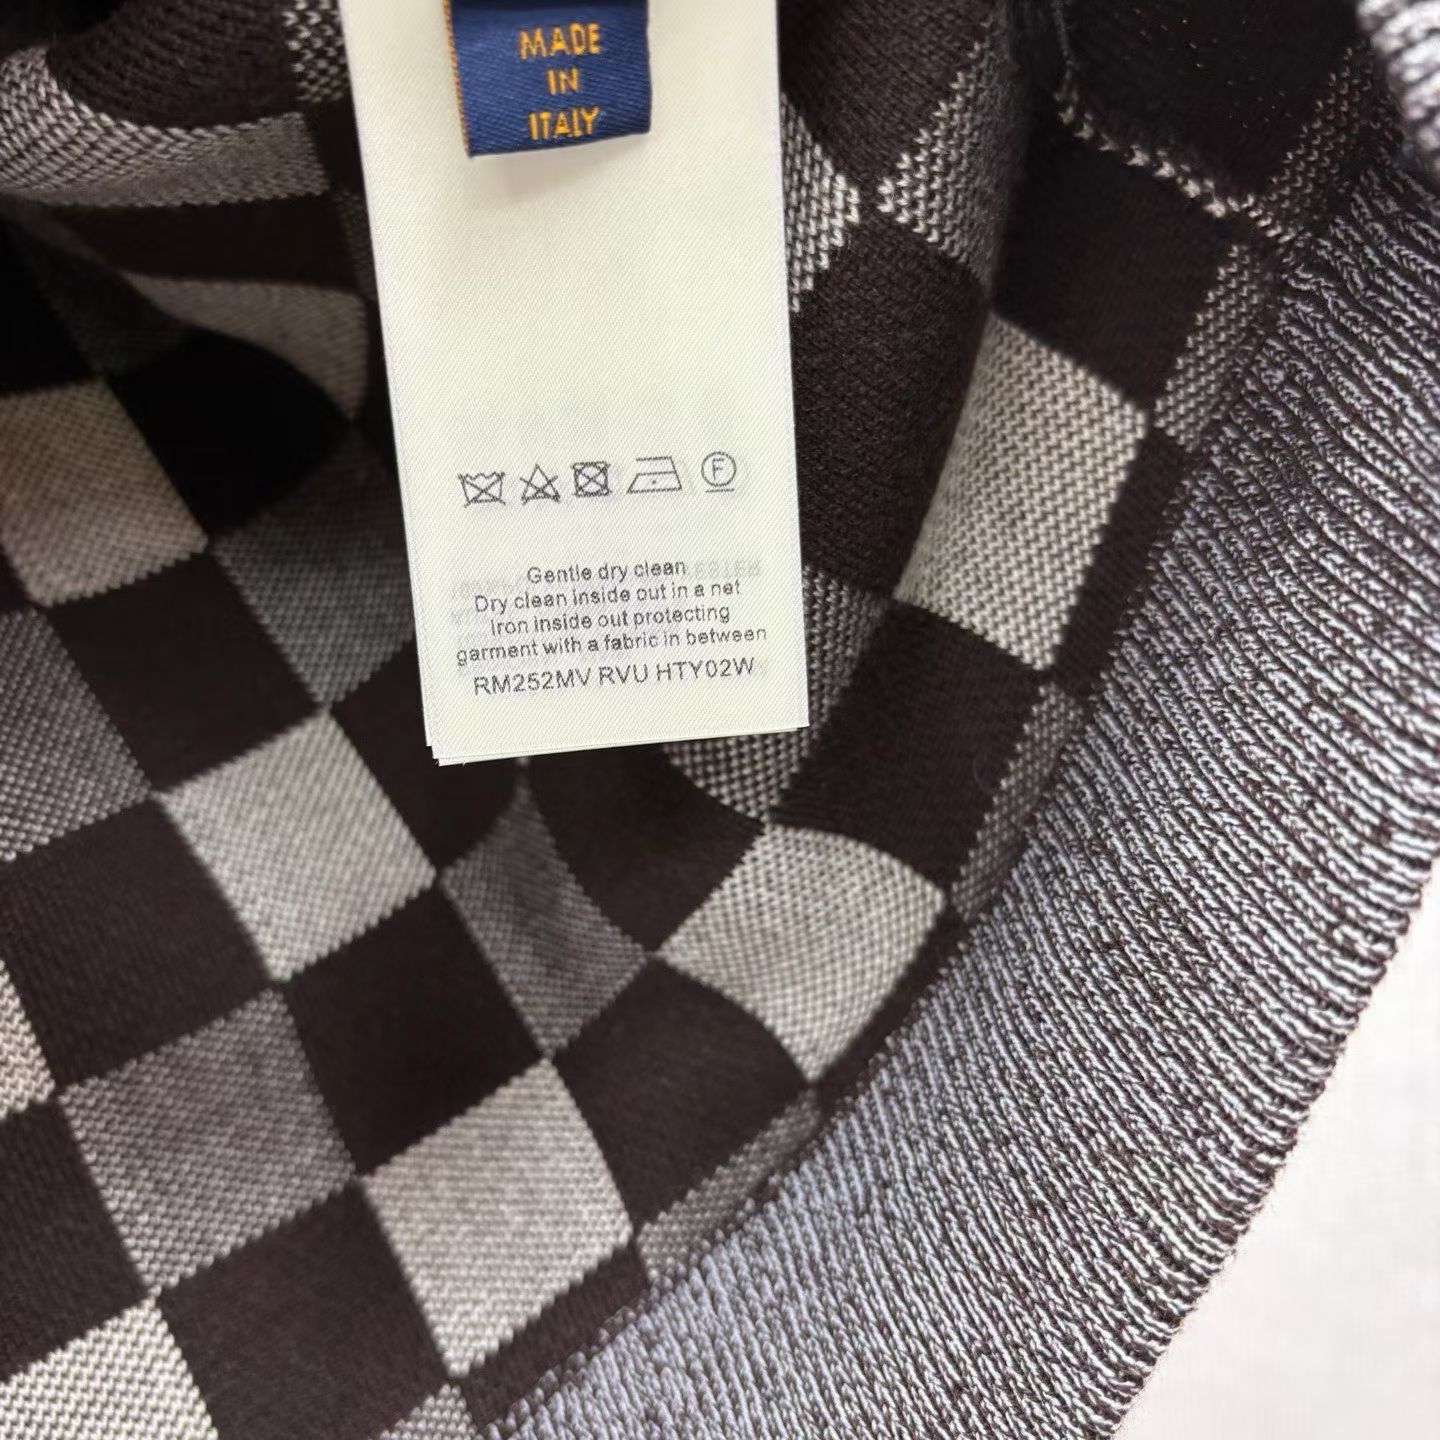 MADE
IN
ITALY
F
Gentle dry clean
Dry clean inside out in a net
Iron inside out protecting
garment with a fabric in between
RM252MV RVU HTY02W